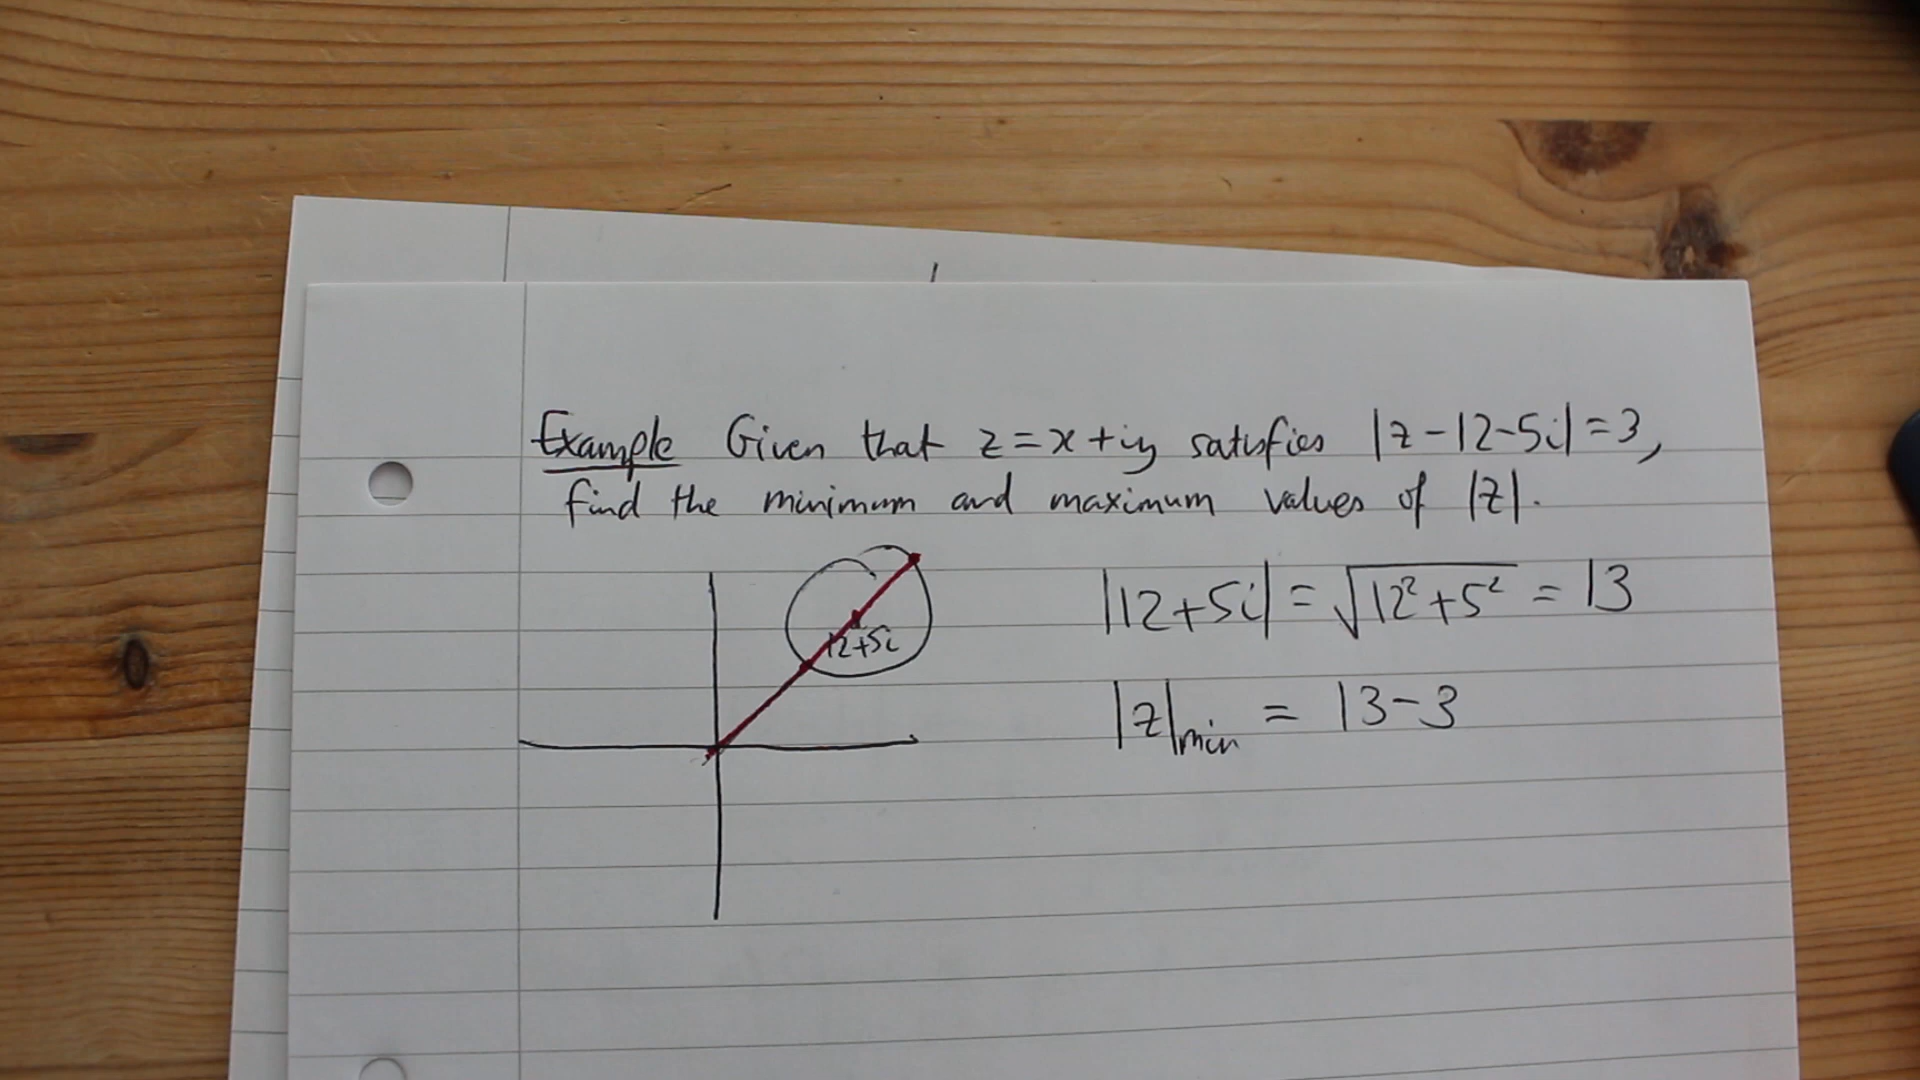 Example Given that z = x + iy satisfies |z - 12 - 5i| = 3,
find the minimum and maximum values of |z|.
12+5i
|12+5i| = √12²+5² = 13
|z|min = 13-3